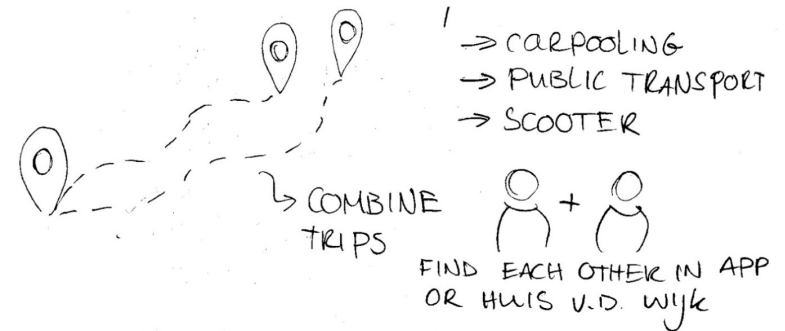 → CARPOOLING
→ PUBLIC TRANSPORT
→ SCOOTER
↳ COMBINE
TRIPS
+
FIND EACH OTHER IN APP
OR HUIS V.D. WIJK